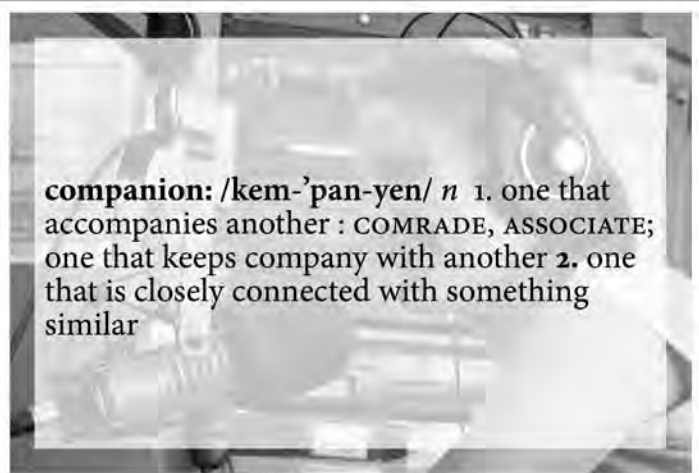 companion: /kem-’pan-yen/ n 1. one that
accompanies another : COMRADE, ASSOCIATE;
one that keeps company with another 2. one
that is closely connected with something
similar